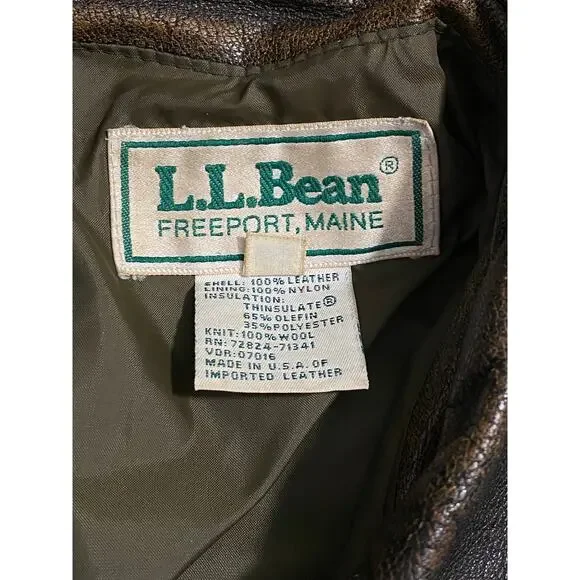 L.L.Bean®
FREEPORT, MAINE
SHELL: 100% LEATHER
LINING: 100% NYLON
INSULATION:
THINSULATE®
65% OLEFIN
35% POLYESTER
KNIT: 100% WOOL
RN: 72824-71341
VDR: 07016
MADE IN U.S.A. OF
IMPORTED LEATHER